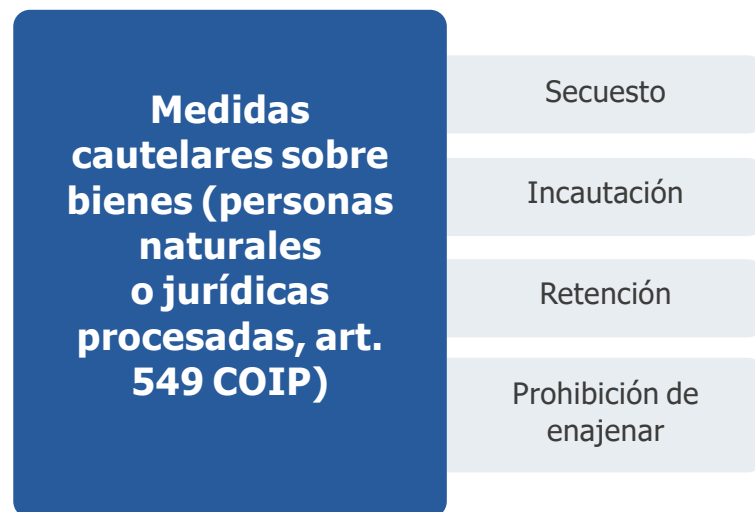 Medidas
cautelares sobre
bienes (personas
naturales
o jurídicas
procesadas, art.
549 COIP)
Secuesto
Incautación
Retención
Prohibición de
enajenar